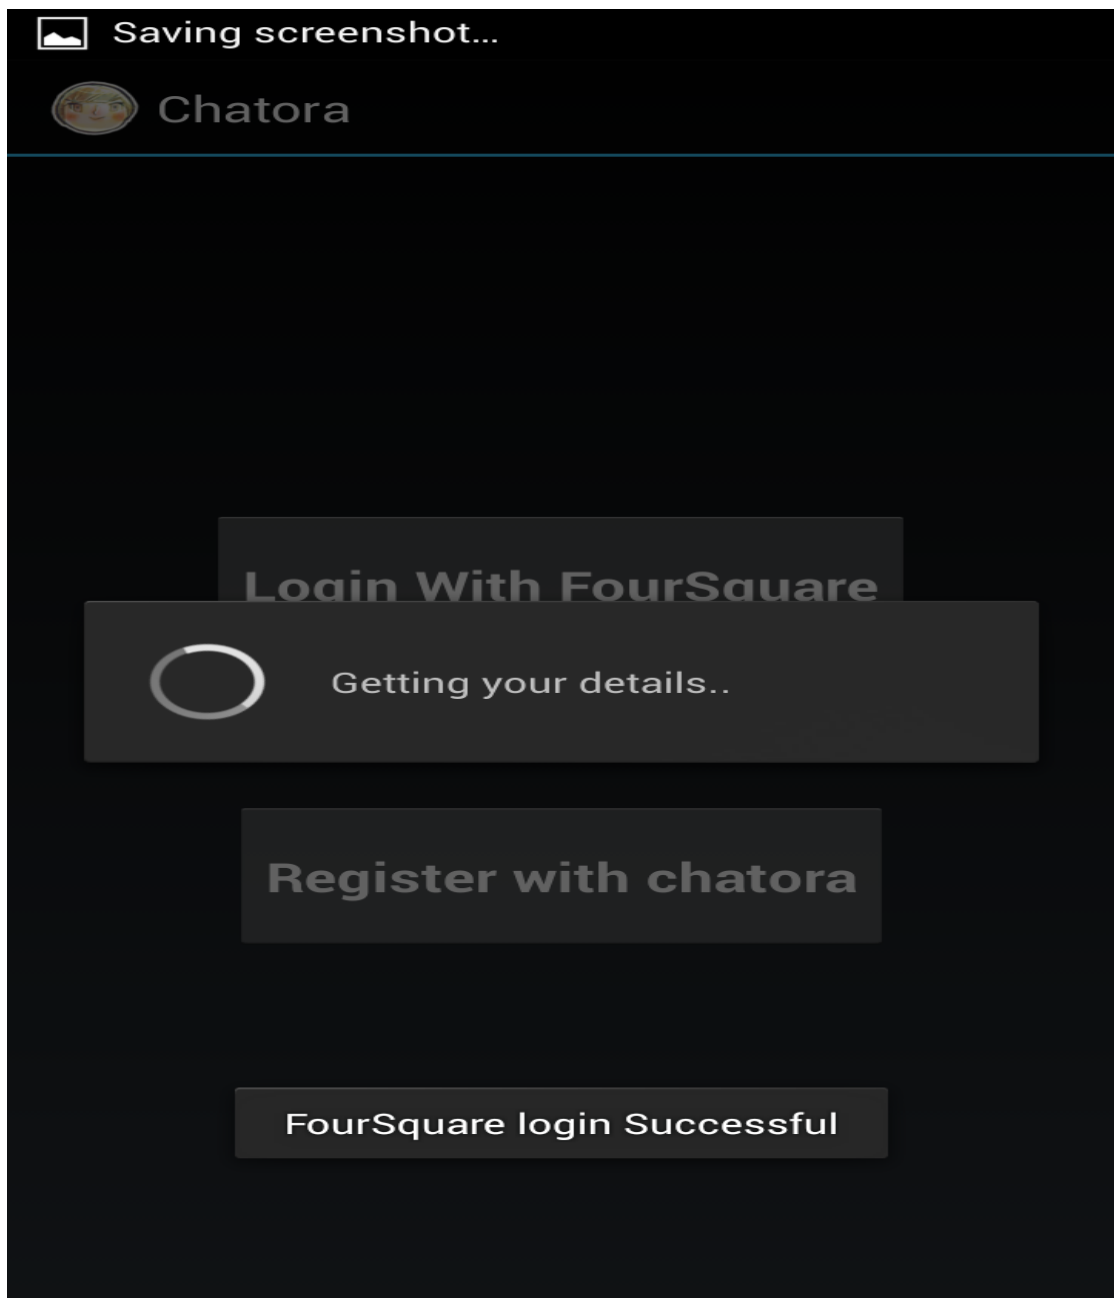 Saving screenshot...
Chatora
Login With FourSquare
Getting your details..
Register with chatora
FourSquare login Successful